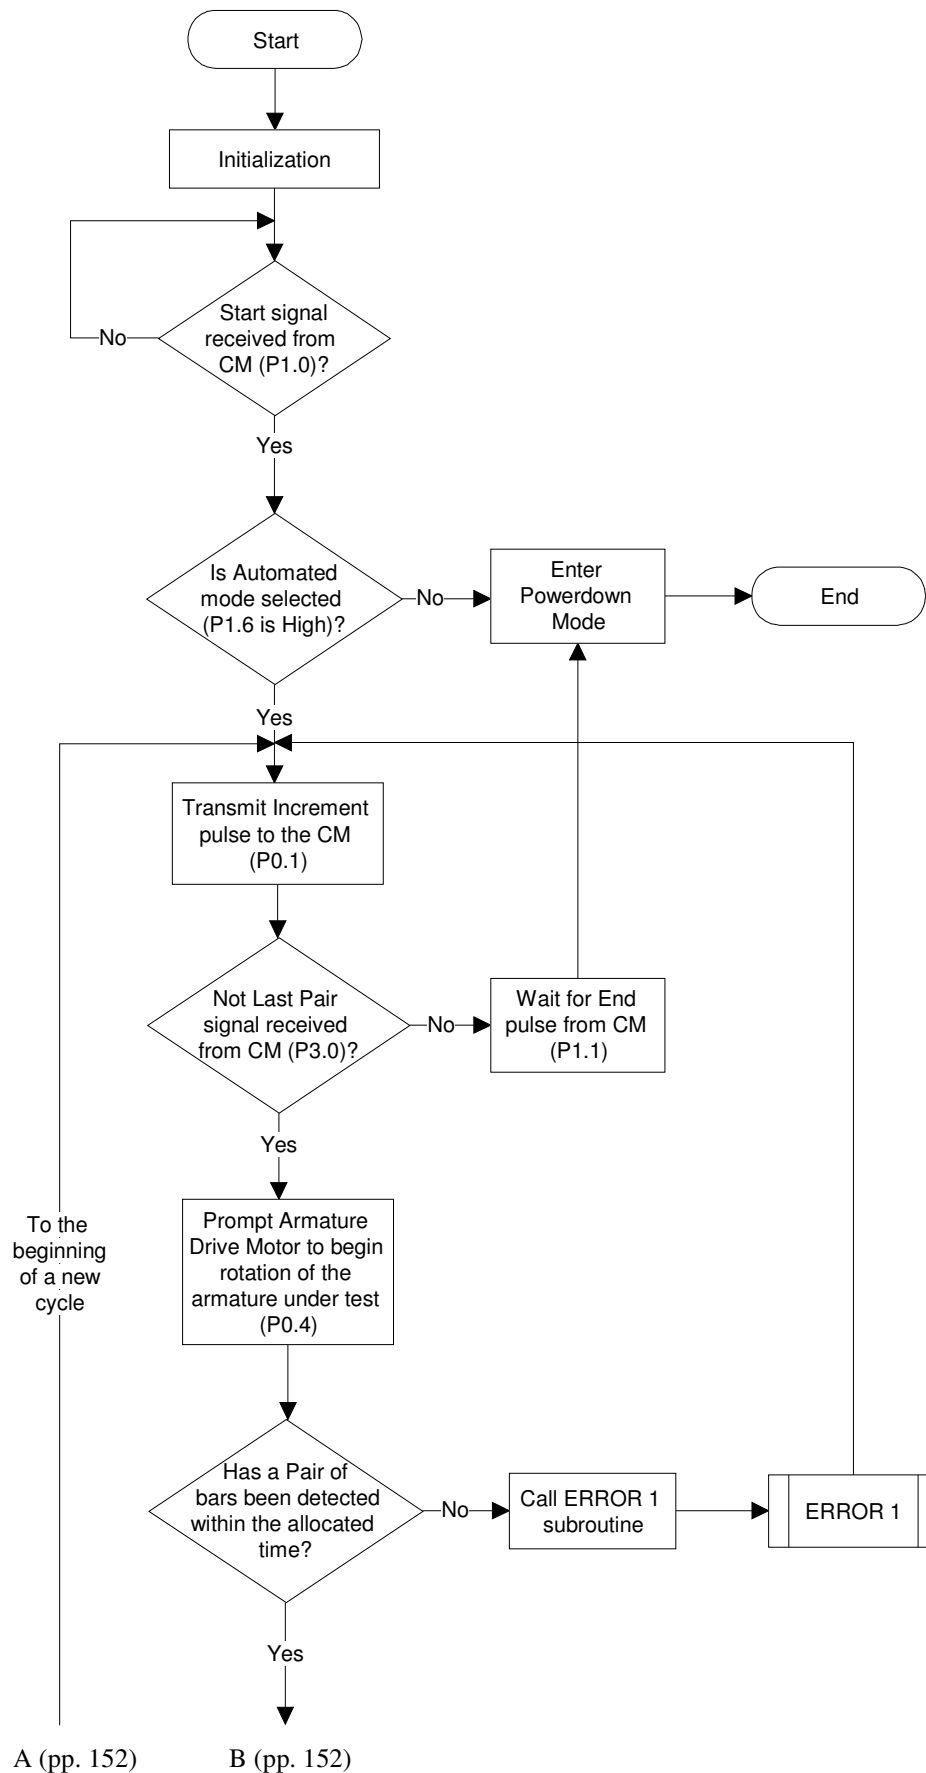 Start
Initialization
Start signal
received from
CM (P1.0)?
No
Yes
Is Automated
mode selected
(P1.6 is High)?
No
Enter
Powerdown
Mode
End
Yes
Transmit Increment
pulse to the CM
(P0.1)
Not Last Pair
signal received
from CM (P3.0)?
No
Wait for End
pulse from CM
(P1.1)
Yes
Prompt Armature
Drive Motor to begin
rotation of the
armature under test
(P0.4)
To the
beginning
of a new
cycle
Has a Pair of
bars been detected
within the allocated
time?
No
Call ERROR 1
subroutine
ERROR 1
Yes
A (pp. 152)
B (pp. 152)